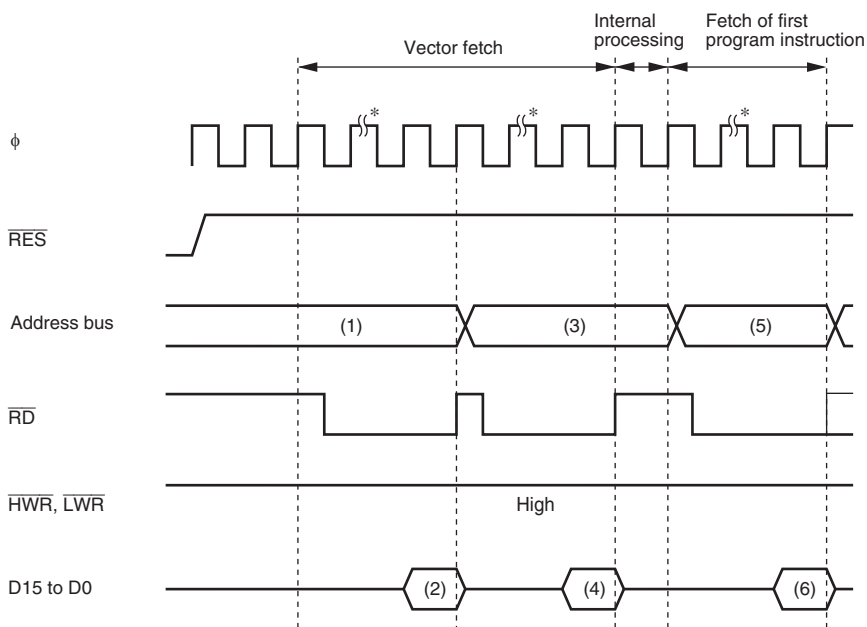 Vector fetch
Internal
processing
Fetch of first
program instruction
*
*
*
ϕ
RES
Address bus
(1)
(3)
(5)
RD
HWR, LWR
High
D15 to D0
(2)
(4)
(6)